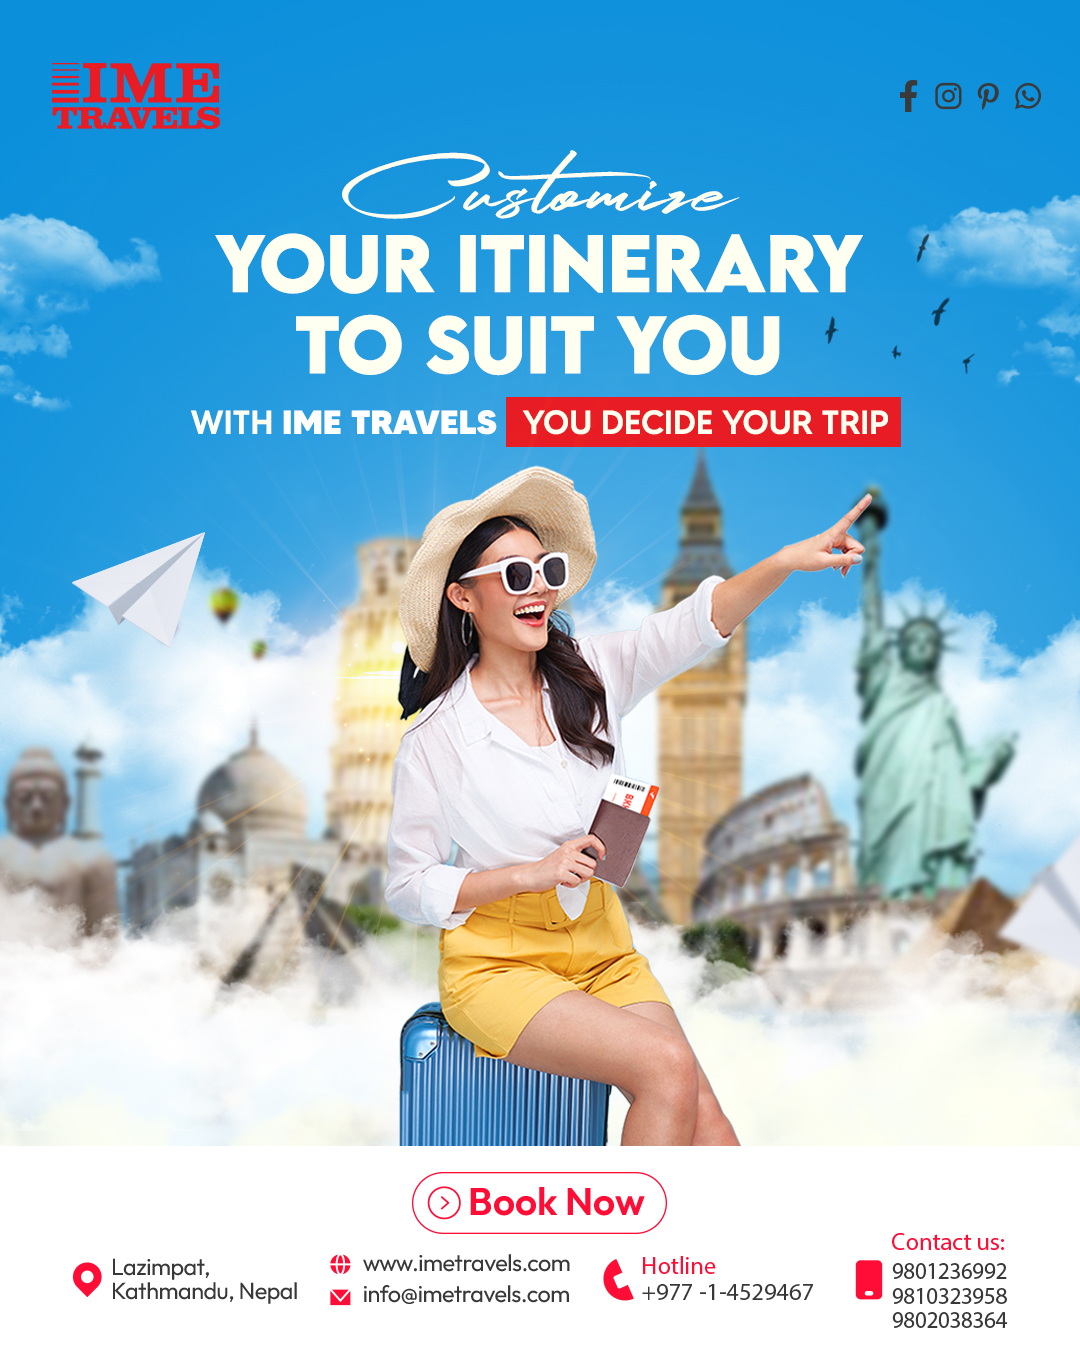 IME
TRAVELS
Customize
YOUR ITINERARY
TO SUIT YOU
WITH IME TRAVELS YOU DECIDE YOUR TRIP
Book Now
Lazimpat,
Kathmandu, Nepal
www.imetravels.com
info@imetravels.com
Hotline
+977 -1-4529467
Contact us:
9801236992
9810323958
9802038364